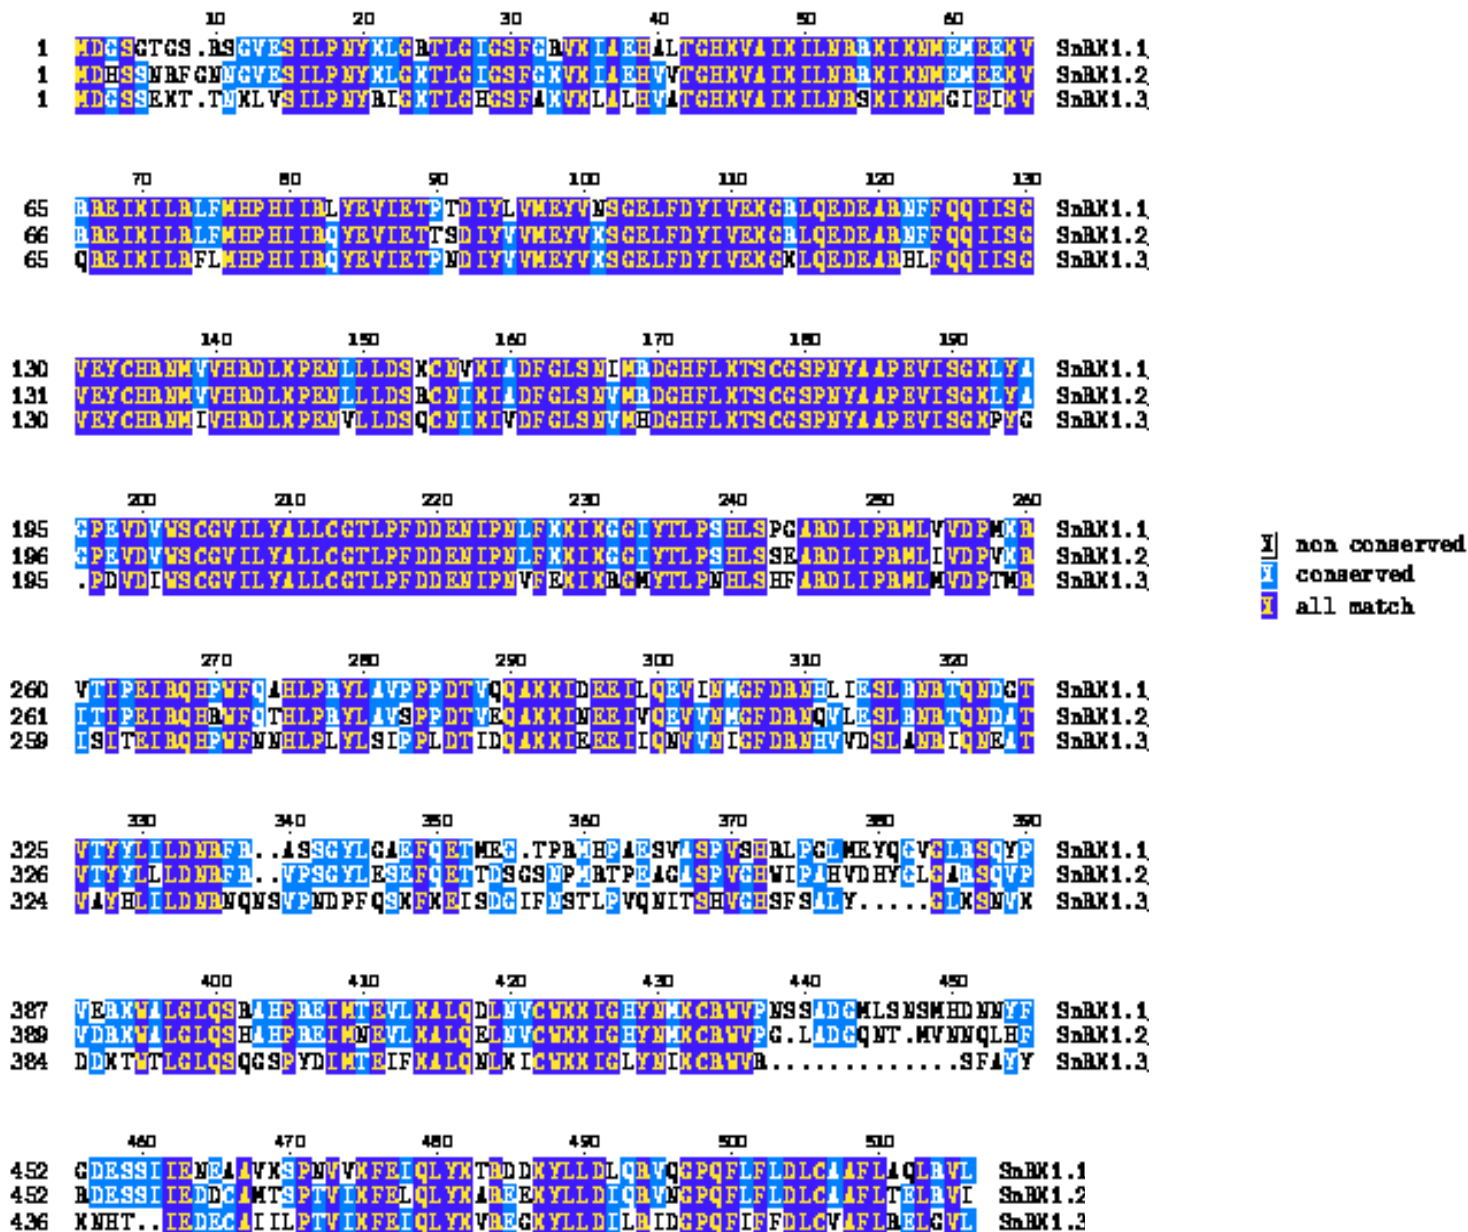 10 20 30 40 50 60
1 MDGSGTGS.RSGVESILPNYKLGRTLGIGSFGRVKIAEHALTGHKVAIKILNRRKIKNMEMEEKV SnRK1.1
1 MDHSSNRFGNNGVESILPNYKLGKTLGIGSFGKVKIAEHVVTGHKVAIKILNRRKIKNMEMEEKV SnRK1.2
1 MDGSSEKT.TNKLVSILPNYRIGKTLGHGSFAKVKLALHVATGHKVAIKILNRSKIKNMGIEIKV SnRK1.3
70 80 90 100 110 120 130
65 RREIKILRLFMHPHIIRLYEVIETPTDIYLVMEYVNSGELFDYIVEKGRLQEDEARNFFQQIISG SnRK1.1
66 RREIKILRLFMHPHIIRQYEVIETTSDIYVVMEYVKSGELFDYIVEKGRLQEDEARNFFQQIISG SnRK1.2
65 QREIKILRFLMHPHIIRQYEVIETPNDIYVVMEYVKSGELFDYIVEKGKLQEDEARHLFQQIISG SnRK1.3
140 150 160 170 180 190
130 VEYCHRNMVVHRDLKPENLLLDSKCNVKIADFGLSNIMRDGHFLKTSCGSPNYAAPEVISGKLYA SnRK1.1
131 VEYCHRNMVVHRDLKPENLLLDSRCNIKIADFGLSNVMRDGHFLKTSCGSPNYAAPEVISGKLYA SnRK1.2
130 VEYCHRNMIVHRDLKPENVLLDSQCNIKIVDFGLSNVMHDGHFLKTSCGSPNYAAPEVISGKPYG SnRK1.3
200 210 220 230 240 250 260
195 GPEVDVWSCGVILYALLCGTLPFDDENIPNLFKKIKGGIYTLPSHLSPGARDLIPRMLVVDPMKR SnRK1.1
196 GPEVDVWSCGVILYALLCGTLPFDDENIPNLFKKIKGGIYTLPSHLSSEARDLIPRMLIVDPVKR SnRK1.2
195 .PDVDIWSCGVILYALLCGTLPFDDENIPNVFEKIKRGMYTLPNHLSHFARDLIPRMLMVDPTMR SnRK1.3
X non conserved
X conserved
X all match
270 280 290 300 310 320
260 VTIPEIRQHPWFQAHLPRYLAVPPPDTVQQAKKIDEEILQEVINMGFDRNHLIESLRNRTQNDGT SnRK1.1
261 ITIPEIRQHRWFQTHLPRYLAVSPPDTVEQAKKINEEIVQEVVNMGFDRNQVLESLRNRTQNDAT SnRK1.2
259 ISITEIRQHPWFNNHLPLYLSIPPLDTIDQAKKIEEEIIQNVVNIGFDRNHVVDSLANRIQNEAT SnRK1.3
330 340 350 360 370 380 390
325 VTYYLILDNRFR..ASSGYLGAEFQETMEG.TPRMHPAESVASPVSHRLPGLMEYQGVGLRSQYP SnRK1.1
326 VTYYLLLDNRFR..VPSGYLESEFQETTDSGSNPMRTPEAGASPVGHWIPAHVDHYGLGARSQVP SnRK1.2
324 VAYHLILDNRNQNSVPNDPFQSKFKEISDGIFNSTLPVQNITSHVGHSFSALY.....GLKSNVK SnRK1.3
400 410 420 430 440 450
387 VERKWALGLQSRAHPREIMTEVLKALQDLNVCWKKIGHYNMKCRWVPNSSADGMLSNSMHDNNYF SnRK1.1
389 VDRKWALGLQSHAHPREIMNEVLKALQELNVCWKKIGHYNMKCRWVPG.LADGQNT.MVNNQLHF SnRK1.2
384 DDKTWTLGLQSQGSPYDIMTEIFKALQNLKICWKKIGLYNIKCRWVR.............SFAYY SnRK1.3
460 470 480 490 500 510
452 GDESSIIENEAAVKSPNVVKFEIQLYKTRDDKYLLDLQRVQGPQFLFLDLCAAFLAQLRVL SnRK1.1
452 RDESSIIEDDCAMTSPTVIKFELQLYKAREEKYLLDIQRVNGPQFLFLDLCAAFLTELRVI SnRK1.2
436 KNHT..IEDECAIILPTVIKFEIQLYKVREGKYLLDILRIDGPQFIFFDLCVAFLRELGVL SnRK1.3